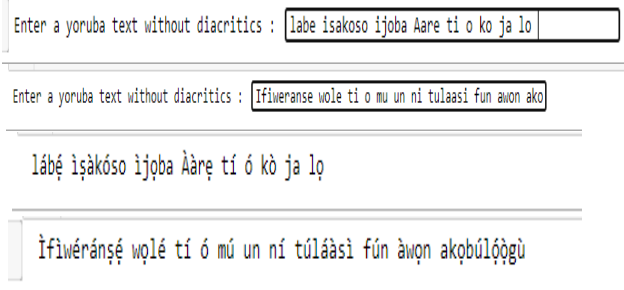 Enter a yoruba text without diacritics : labe isakoso ijoba Aare ti o ko ja lo
Enter a yoruba text without diacritics : Ifiweranse wole ti o mu un ni tulaasi fun awon ako
lábẹ́ ìṣàkóso ìjọba Ààrẹ tí ó kò ja lọ
Ìfìwéránṣẹ́ wọlé tí ó mú un ní túláàsì fún àwọn akọbúlọ́ọ̀gù